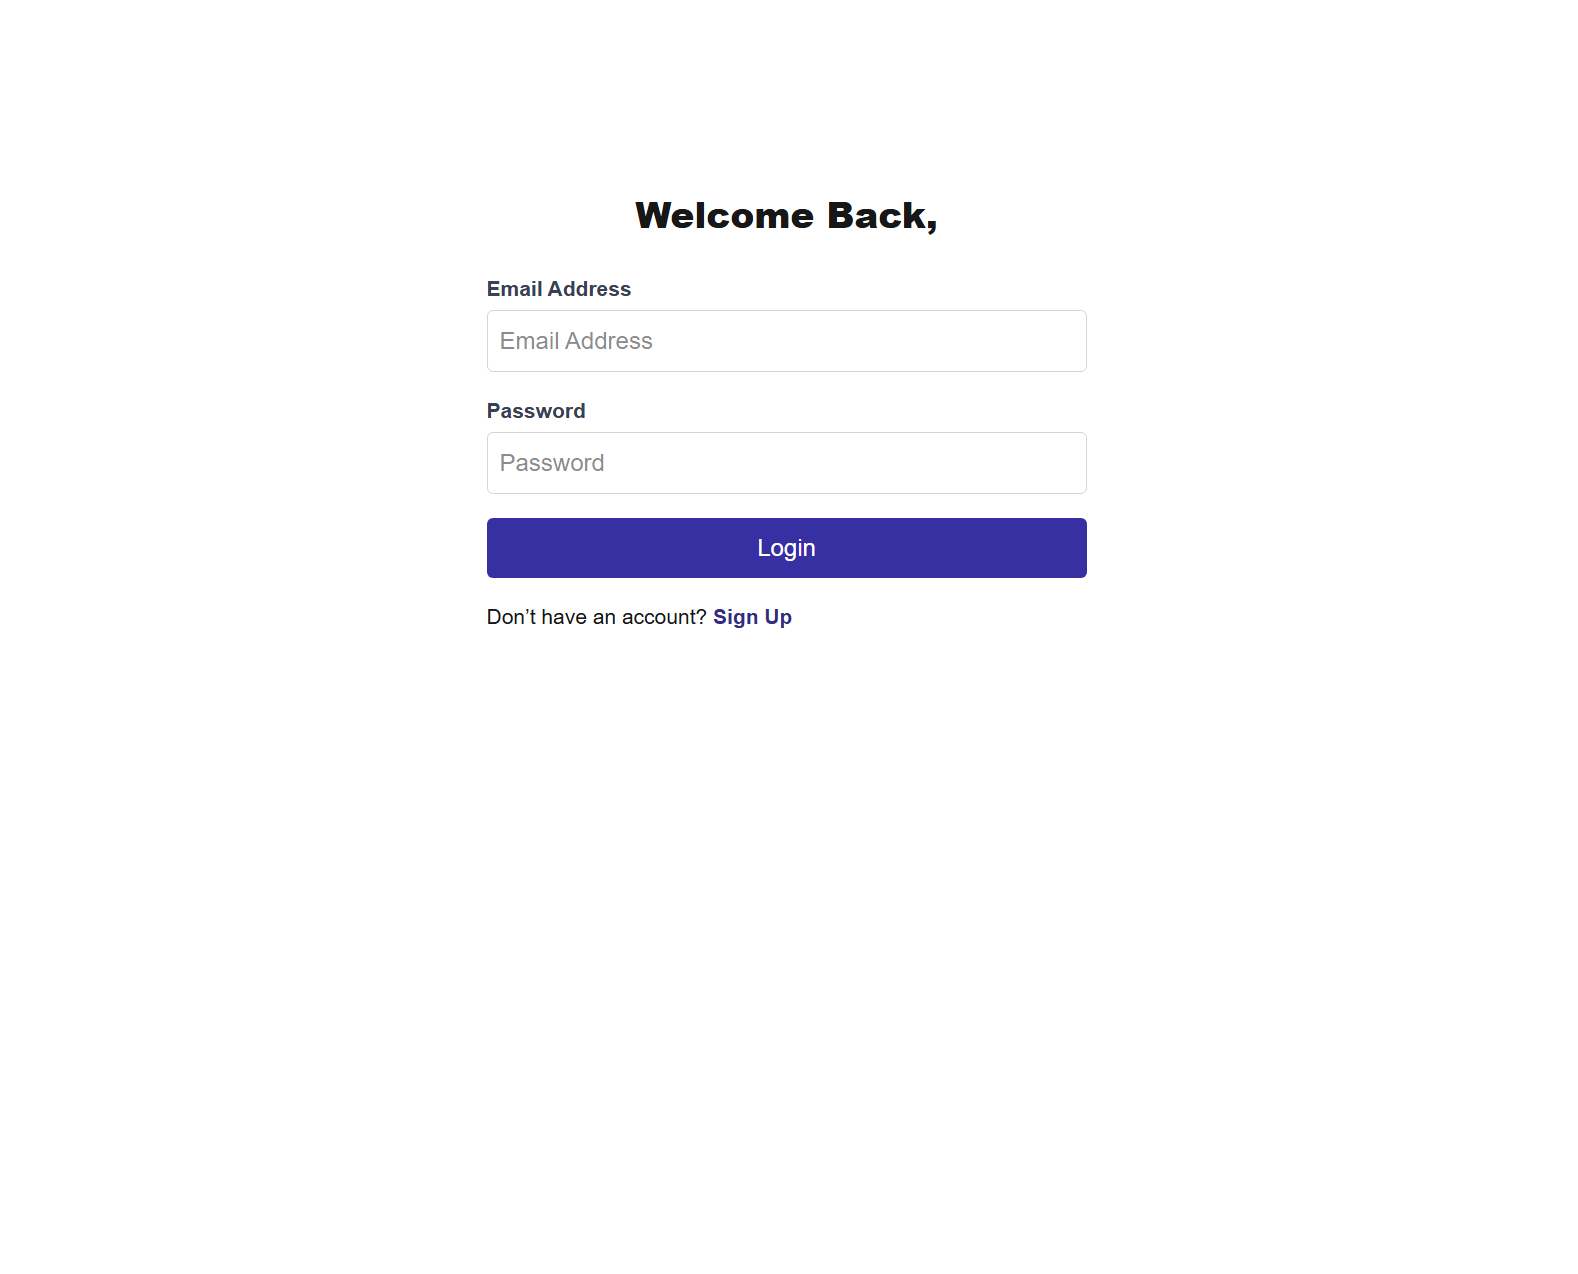 Welcome Back,
Email Address
Email Address
Password
Password
Login
Don’t have an account? Sign Up